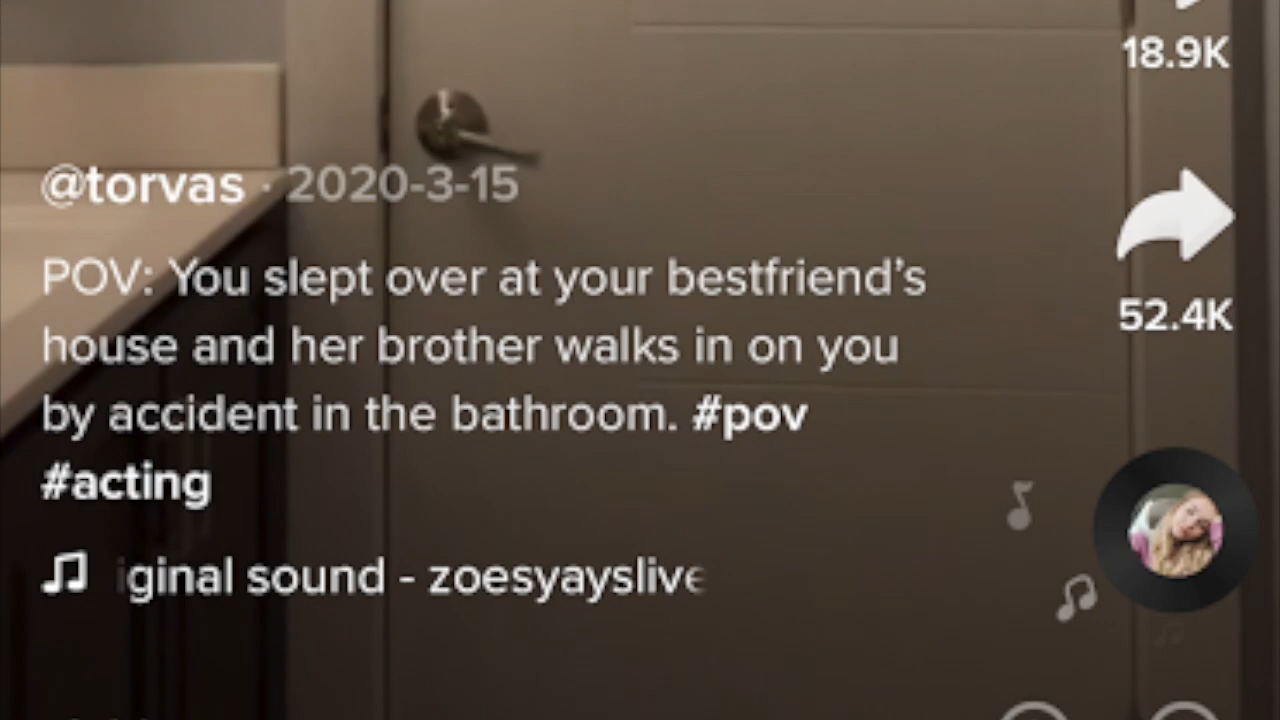 18.9K
@torvas · 2020-3-15
52.4K
POV: You slept over at your bestfriend’s
house and her brother walks in on you
by accident in the bathroom. #pov
#acting
iginal sound - zoesyayslive